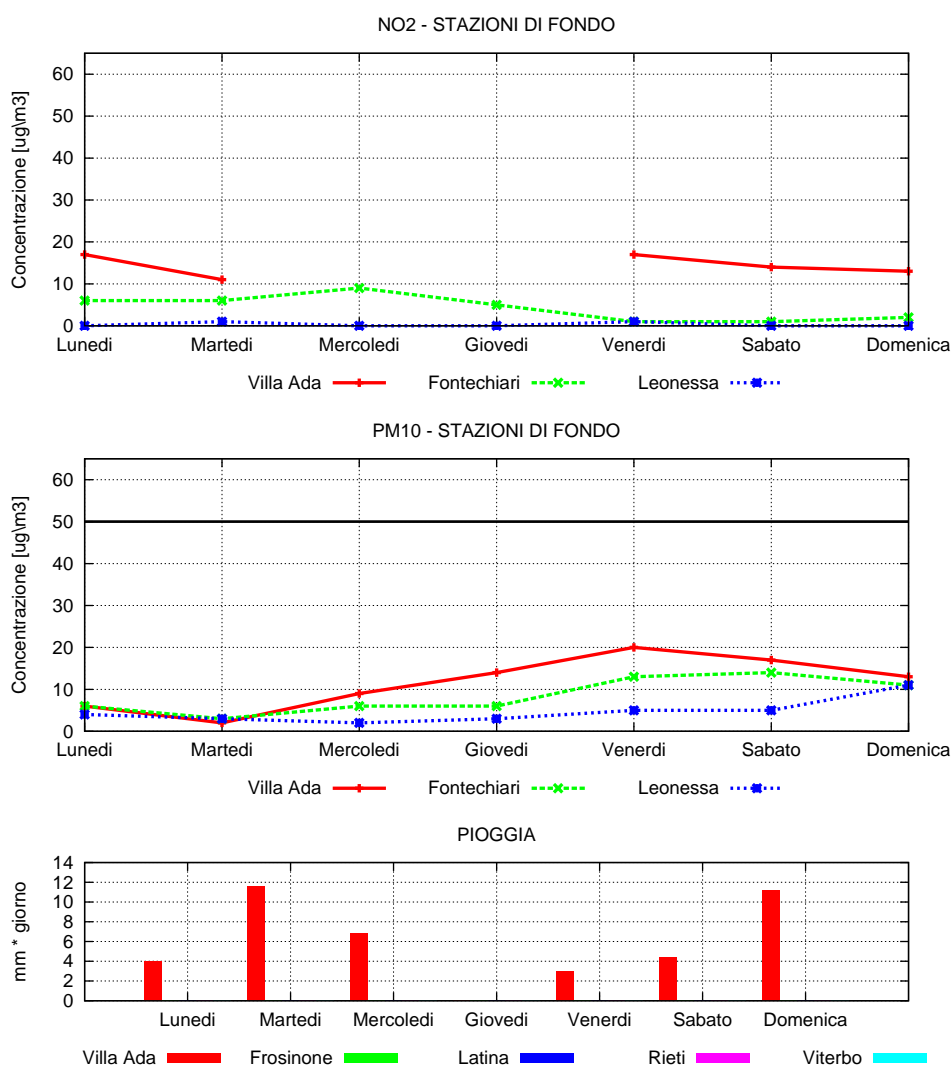 NO2 - STAZIONI DI FONDO
Concentrazione [ug\m3]
60
50
40
30
20
10
0
Lunedi Martedi Mercoledi Giovedi Venerdi Sabato Domenica
Villa Ada Fontechiari Leonessa
PM10 - STAZIONI DI FONDO
Concentrazione [ug\m3]
60
50
40
30
20
10
0
Lunedi Martedi Mercoledi Giovedi Venerdi Sabato Domenica
Villa Ada Fontechiari Leonessa
PIOGGIA
mm * giorno
14
12
10
8
6
4
2
0
Lunedi Martedi Mercoledi Giovedi Venerdi Sabato Domenica
Villa Ada Frosinone Latina Rieti Viterbo